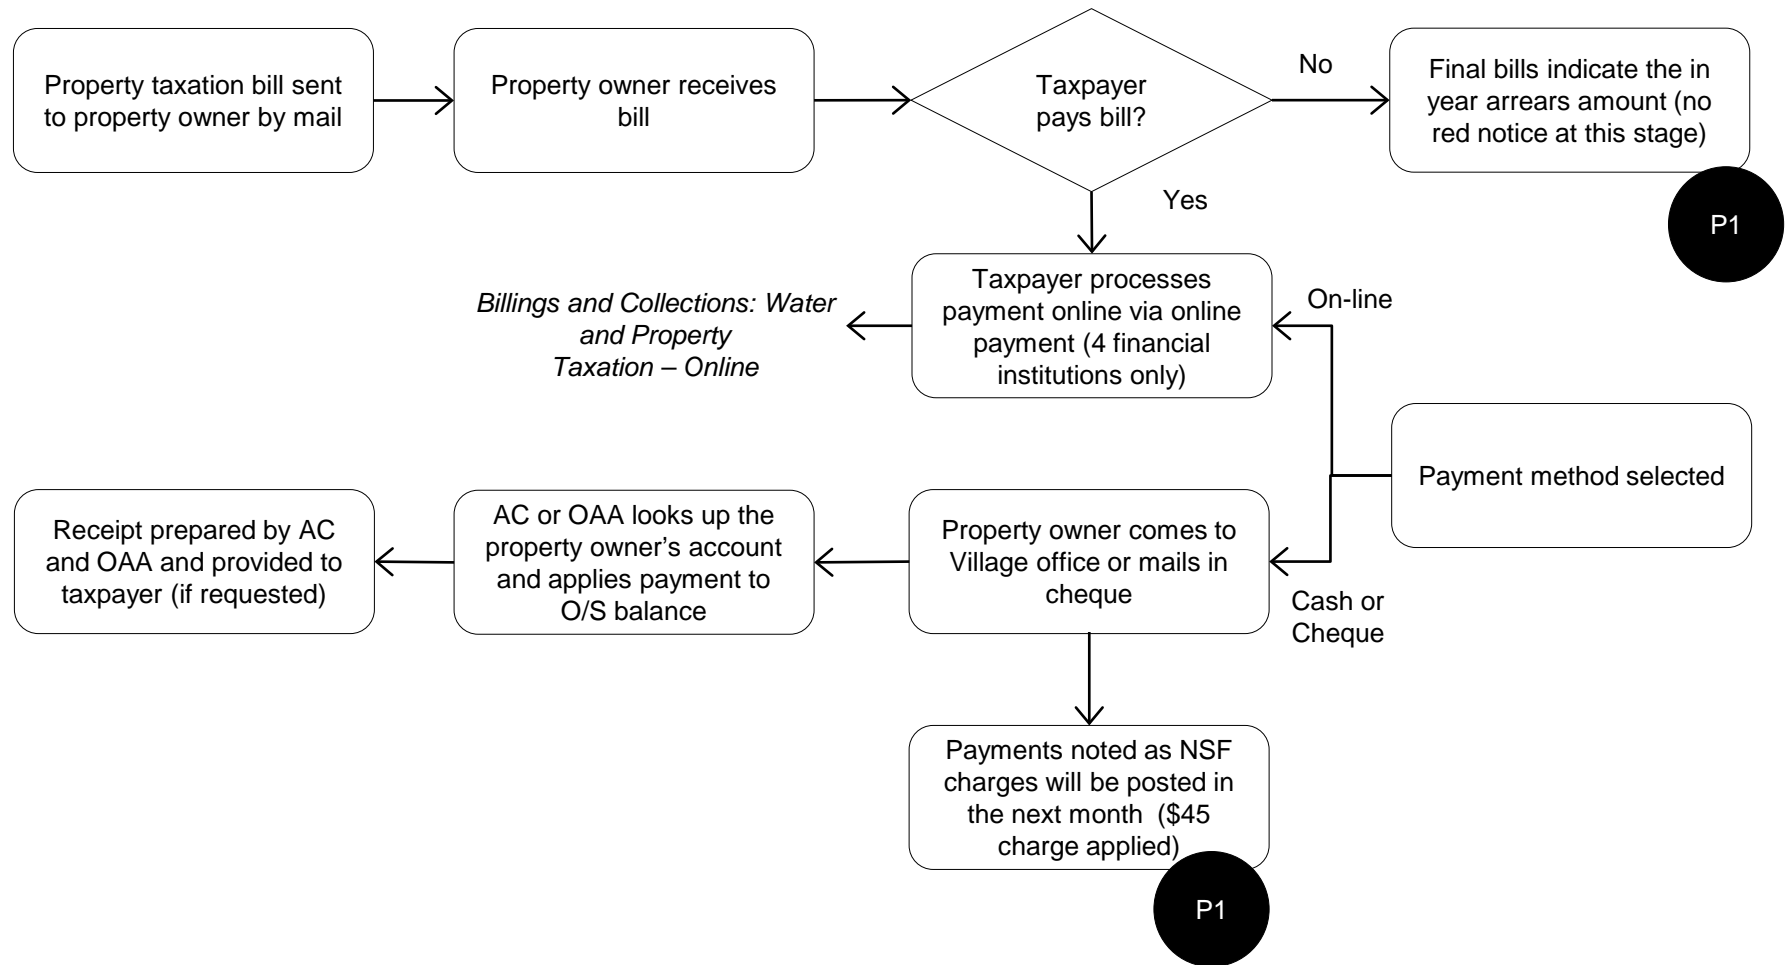 Property taxation bill sent
to property owner by mail
Property owner receives
bill
Taxpayer
pays bill?
No
Final bills indicate the in
year arrears amount (no
red notice at this stage)
P1
Yes
Taxpayer processes
payment online via online
payment (4 financial
institutions only)
Billings and Collections: Water
and Property
Taxation – Online
On-line
Payment method selected
Property owner comes to
Village office or mails in
cheque
Cash or
Cheque
AC or OAA looks up the
property owner's account
and applies payment to
O/S balance
Receipt prepared by AC
and OAA and provided to
taxpayer (if requested)
Payments noted as NSF
charges will be posted in
the next month ($45
charge applied)
P1